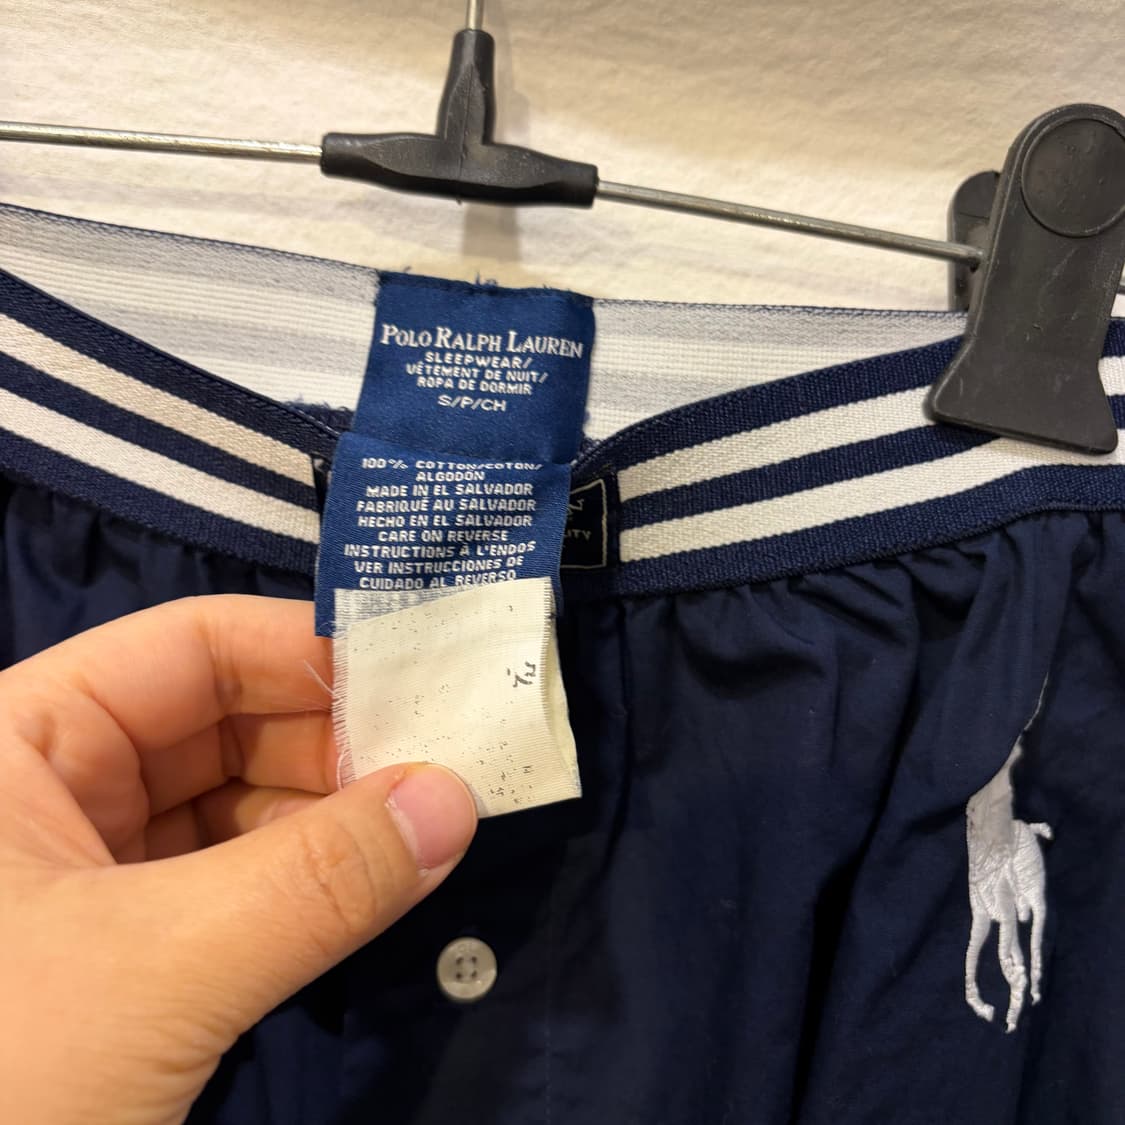 POLO RALPH LAUREN
SLEEPWEAR/
VÊTEMENT DE NUIT/
ROPA DE DORMIR
S/P/CH
100% COTTON/COTON/
ALGODÓN
MADE IN EL SALVADOR
FABRIQUÉ AU SALVADOR
HECHO EN EL SALVADOR
CARE ON REVERSE
INSTRUCTIONS À L'ENDOS
VER INSTRUCCIONES DE
CUIDADO AL REVERSO